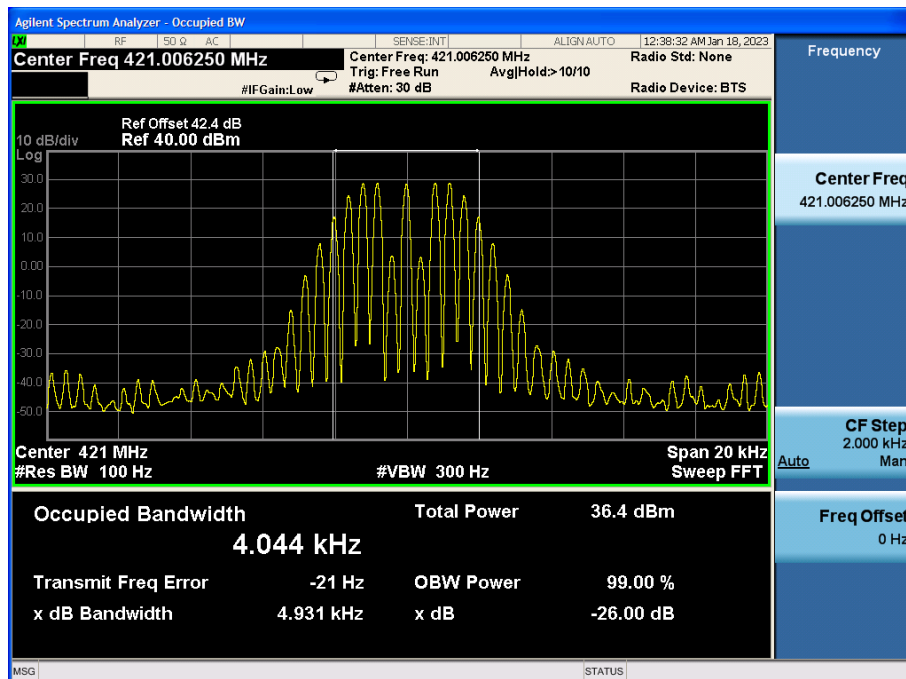 Agilent Spectrum Analyzer - Occupied BW
LXI RF 50 Ω AC SENSE:INT ALIGN AUTO 12:38:32 AM Jan 18, 2023
Center Freq 421.006250 MHz
Center Freq: 421.006250 MHz
Radio Std: None
Trig: Free Run Avg|Hold:>10/10
#IFGain:Low
#Atten: 30 dB
Radio Device: BTS
Frequency
Ref Offset 42.4 dB
10 dB/div Ref 40.00 dBm
Log
30.0
20.0
10.0
0.00
-10.0
-20.0
-30.0
-40.0
-50.0
Center 421 MHz Span 20 kHz
#Res BW 100 Hz #VBW 300 Hz Sweep FFT
Center Freq
421.006250 MHz
CF Step
2.000 kHz
Auto Man
Freq Offset
0 Hz
Occupied Bandwidth Total Power 36.4 dBm
4.044 kHz
Transmit Freq Error -21 Hz OBW Power 99.00 %
x dB Bandwidth 4.931 kHz x dB -26.00 dB
MSG STATUS